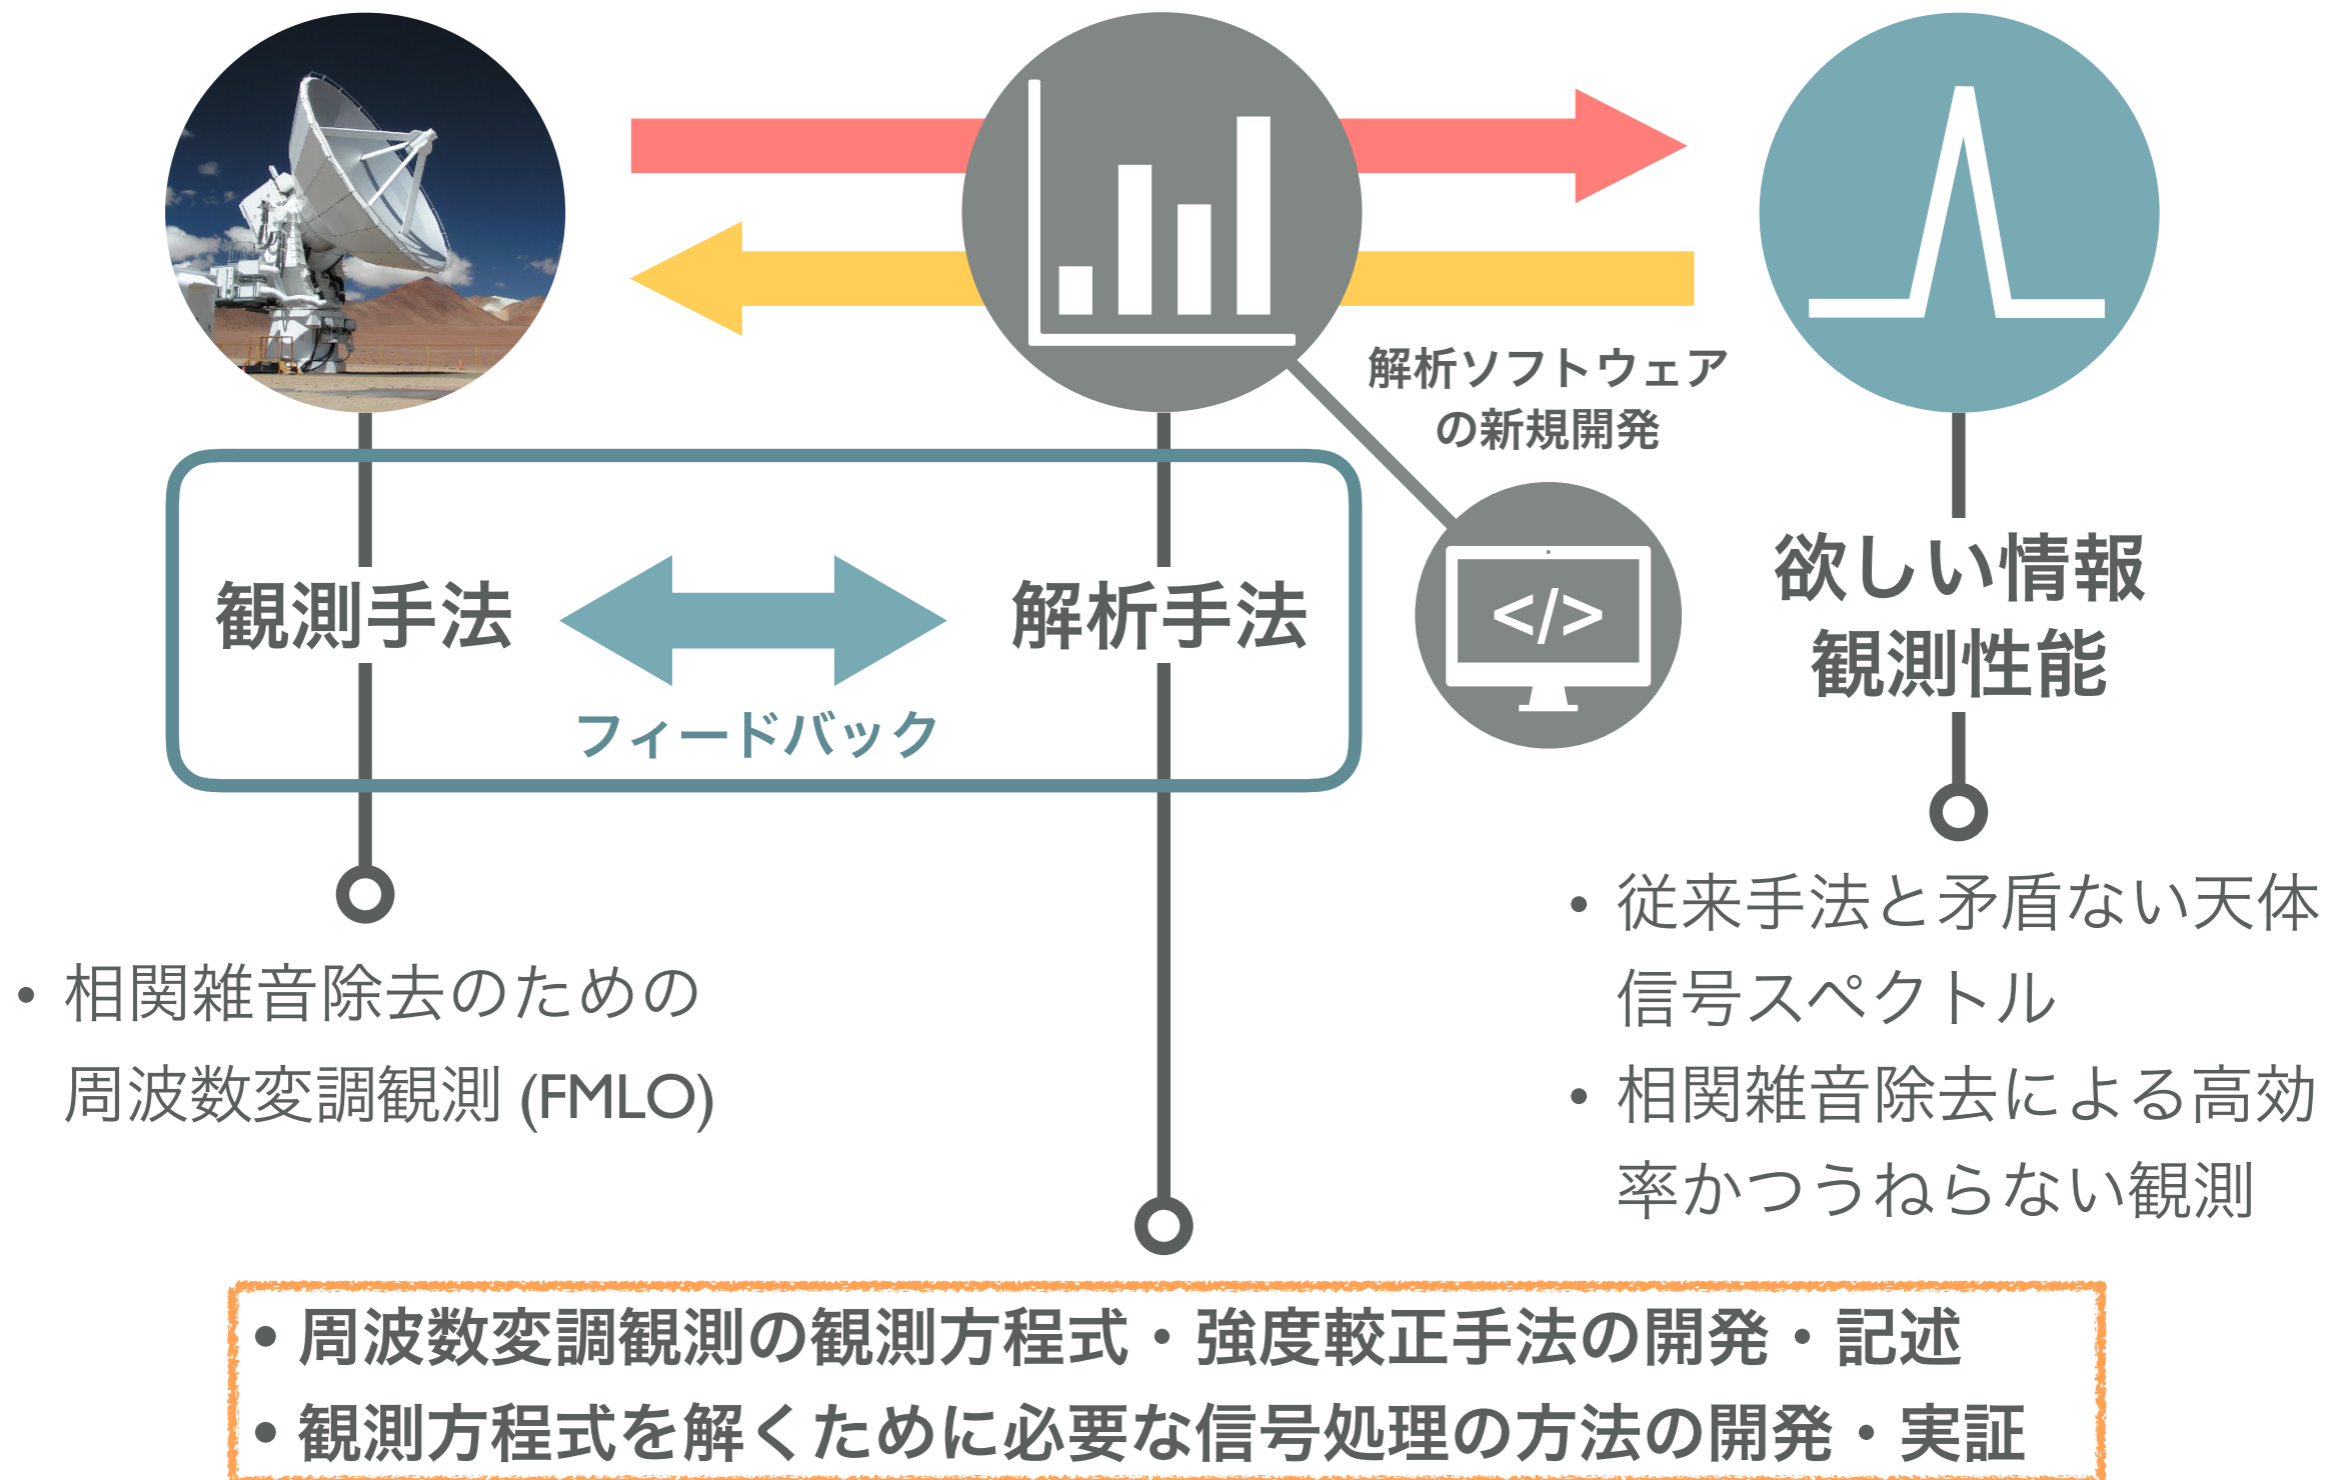 解析ソフトウェア
の新規開発
</>
観測手法
解析手法
フィードバック
欲しい情報
観測性能
• 相関雑音除去のための
周波数変調観測 (FMLO)
• 従来手法と矛盾ない天体
信号スペクトル
• 相関雑音除去による高効
率かつうねらない観測
• 周波数変調観測の観測方程式・強度較正手法の開発・記述
• 観測方程式を解くために必要な信号処理の方法の開発・実証